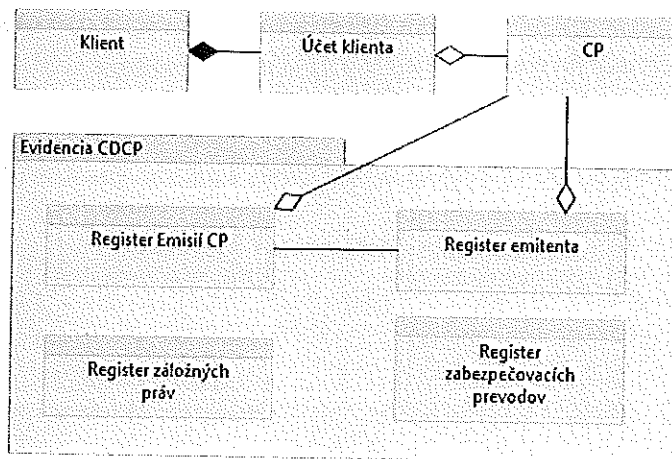 Klient
Účet klienta
CP
Evidencia CDCP
Register Emisií CP
Register emitenta
Register záložných
práv
Register
zabezpečovacích
prevodov